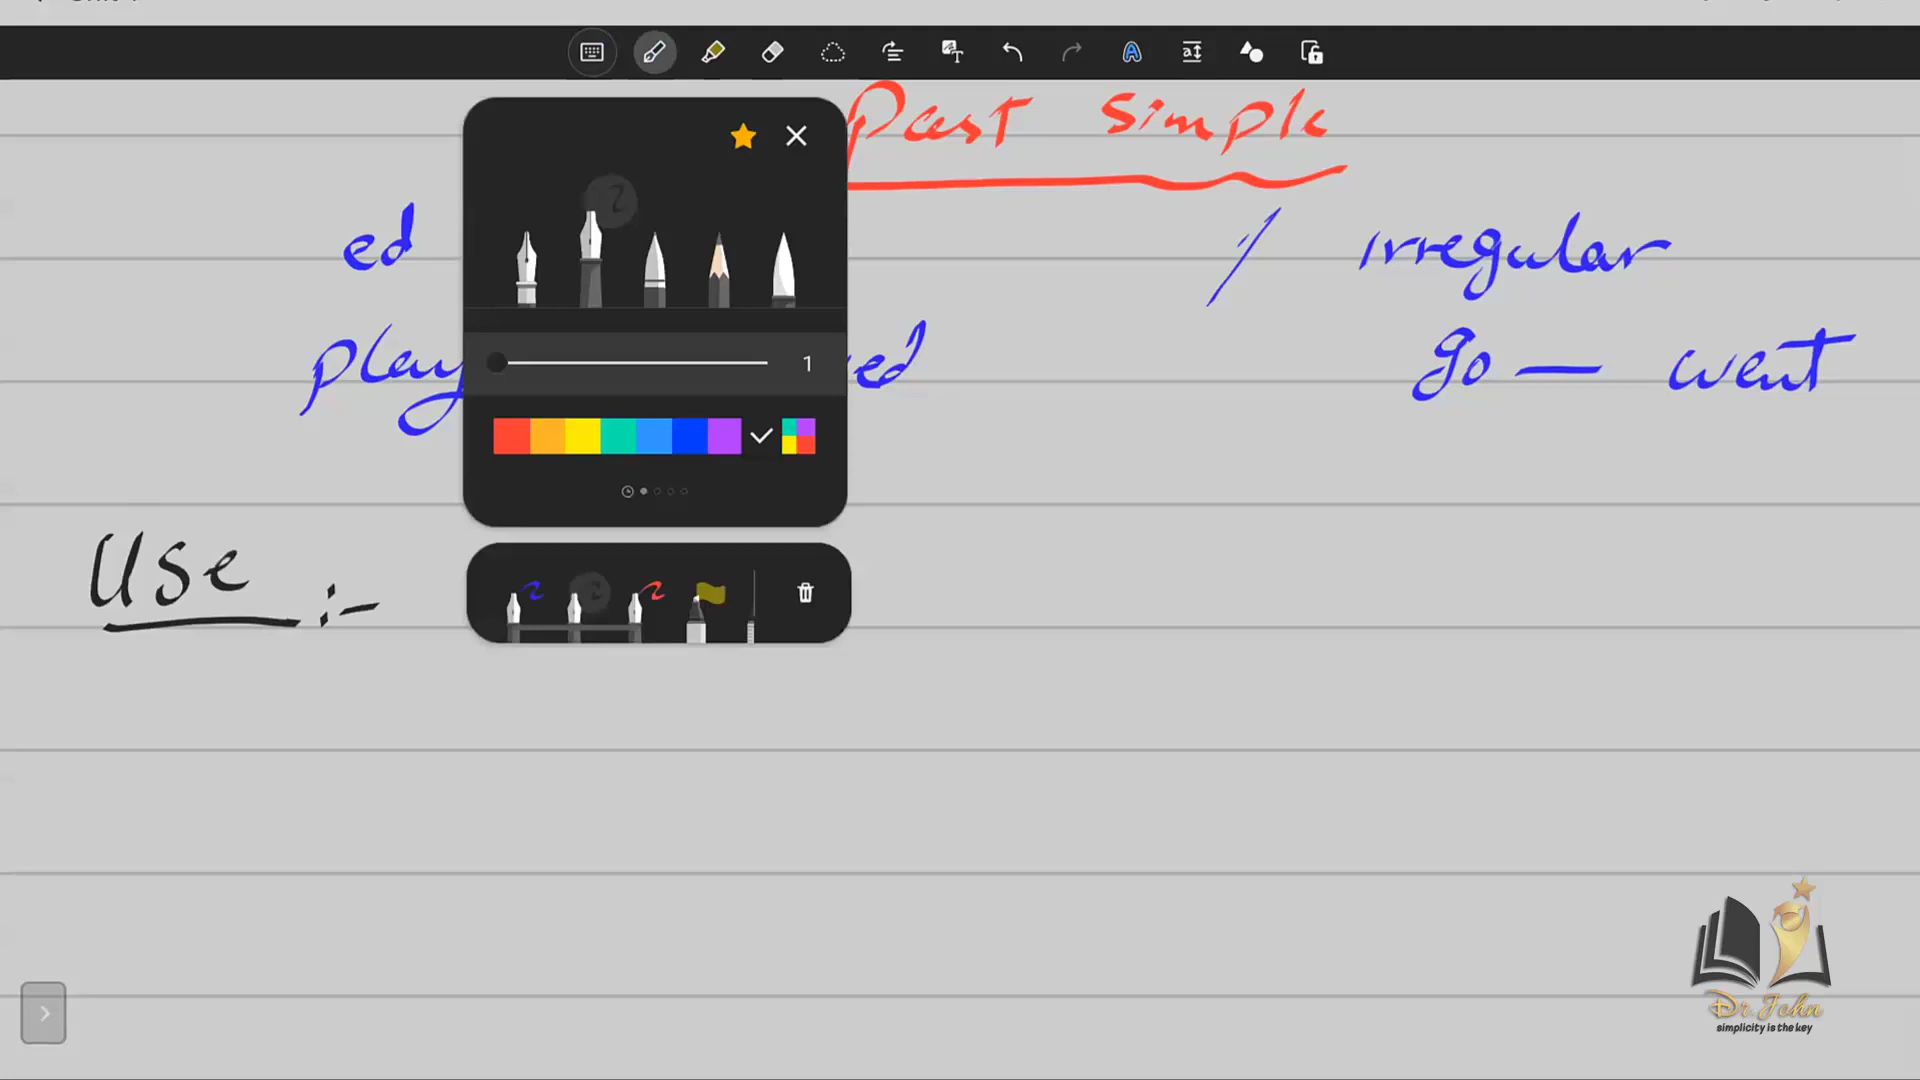 Past Simple
ed / irregular
play ed go — went
1
Use :-
Dr. John
simplicity is the key